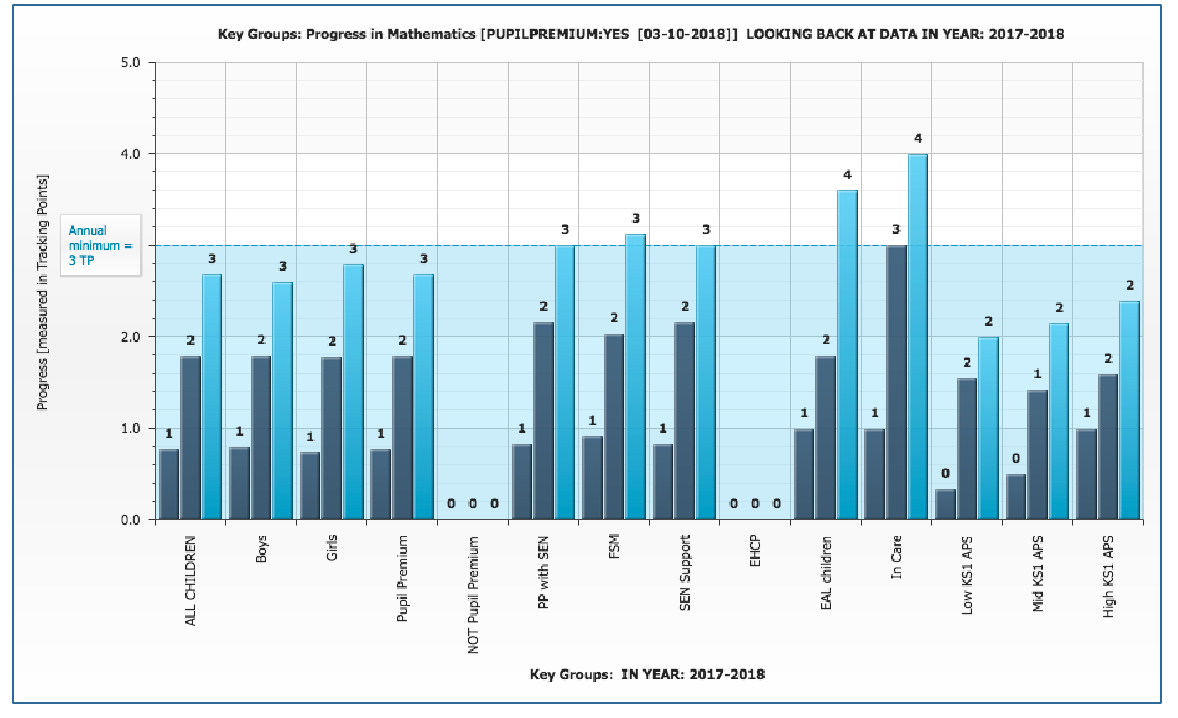 Key Groups: Progress in Mathematics [PUPILPREMIUM:YES  [03-10-2018]]  LOOKING BACK AT DATA IN YEAR: 2017-2018
Progress [measured in Tracking Points]
5.0
4.0
2.0
1.0
0.0
Annual
minimum =
3 TP
1 2 3
1 2 3
1 2 3
1 2 3
0 0 0
1 2 3
1 2 3
1 2 3
0 0 0
1 2 4
1 3 4
0 2 2
0 1 2
1 2 2
ALL CHILDREN
Boys
Girls
Pupil Premium
NOT Pupil Premium
PP with SEN
FSM
SEN Support
EHCP
EAL children
In Care
Low KS1 APS
Mid KS1 APS
High KS1 APS
Key Groups:  IN YEAR: 2017-2018